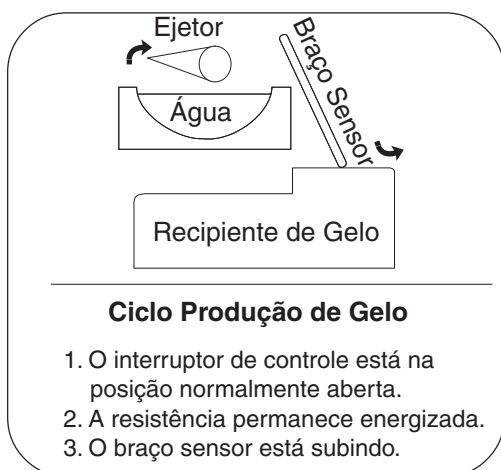 Ejetor
Braço Sensor
Água
Recipiente de Gelo
Ciclo Produção de Gelo
1. O interruptor de controle está na
posição normalmente aberta.
2. A resistência permanece energizada.
3. O braço sensor está subindo.